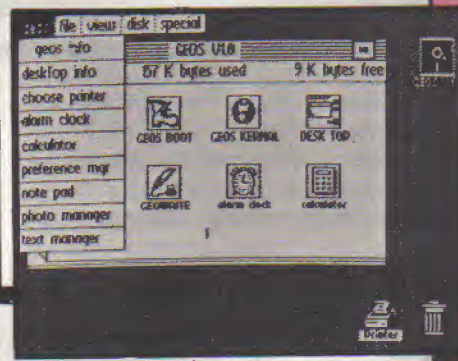 geos file view disk special
geos info
desktop info
choose printer
alarm clock
calculator
preference mgr
note pad
photo manager
text manager
GEOS V1.0
67 K bytes used 9 K bytes free
GEOS BOOT GEOS KERNAL DESK TOP
GEOWRITE alarm clock calculator
Printer